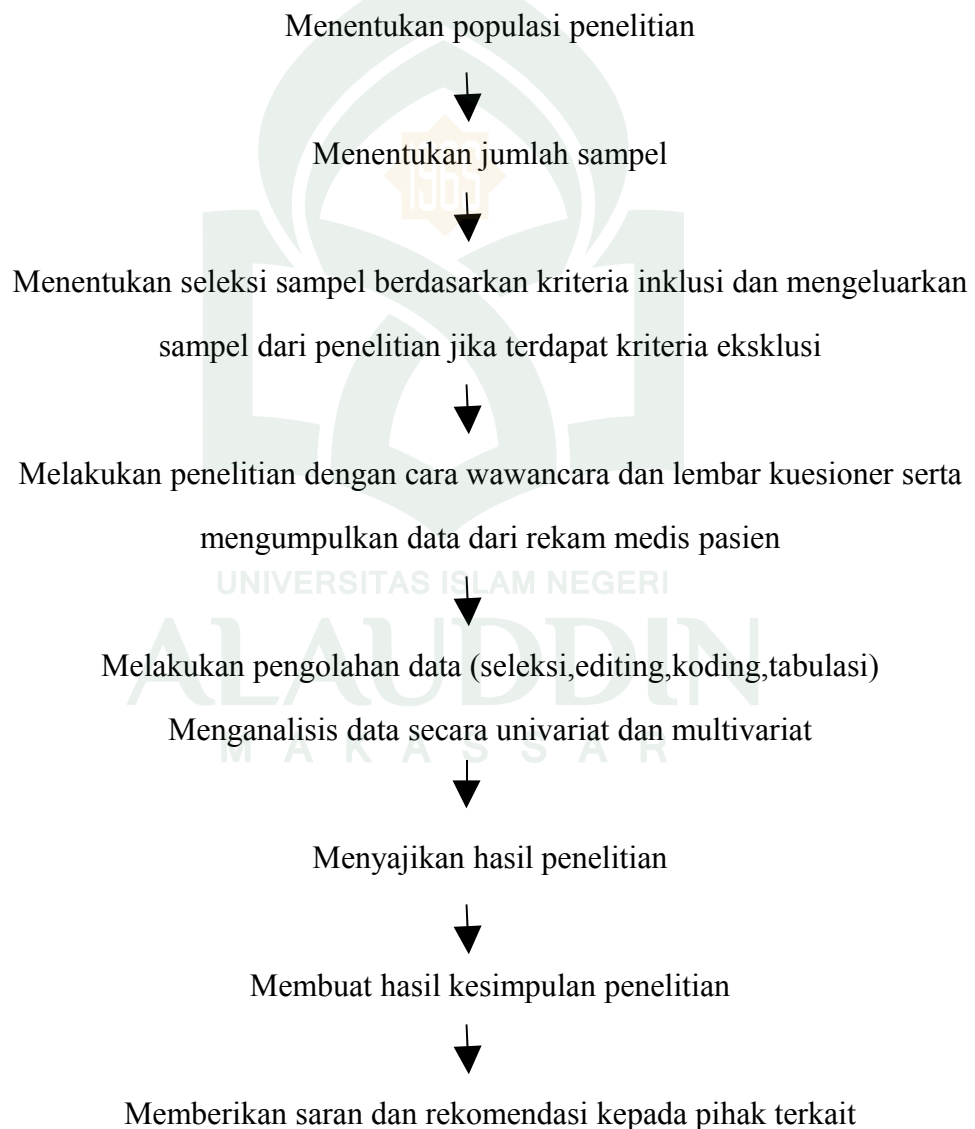 Menentukan populasi penelitian
Menentukan jumlah sampel
1965
Menentukan seleksi sampel berdasarkan kriteria inklusi dan mengeluarkan
sampel dari penelitian jika terdapat kriteria eksklusi
Melakukan penelitian dengan cara wawancara dan lembar kuesioner serta
mengumpulkan data dari rekam medis pasien
UNIVERSITAS ISLAM NEGERI
ALAUDDIN
Melakukan pengolahan data (seleksi,editing,koding,tabulasi)
Menganalisis data secara univariat dan multivariat
MAKASSAR
Menyajikan hasil penelitian
Membuat hasil kesimpulan penelitian
Memberikan saran dan rekomendasi kepada pihak terkait